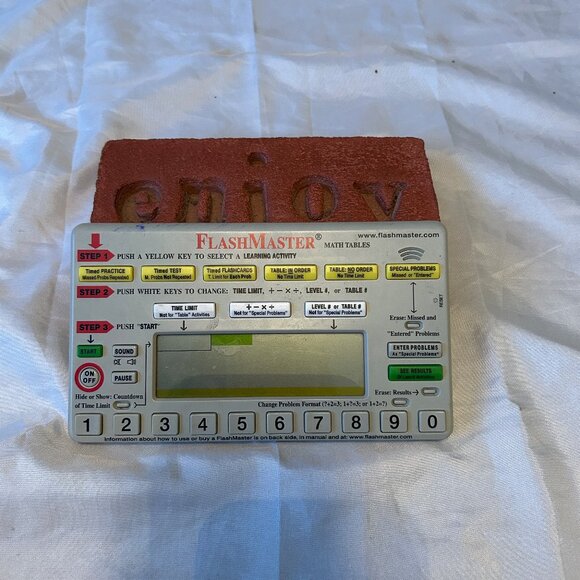 enjoy
FLASHMASTER® MATH TABLES
www.flashmaster.com
STEP 1 PUSH A YELLOW KEY TO SELECT A LEARNING ACTIVITY
Timed PRACTICE
Missed Probs Repeated
Timed TEST
M. Probs Not Repeated
Timed FLASHCARDS
T. Limit for Each Prob.
TABLE: IN ORDER
No Time Limit
TABLE: NO ORDER
No Time Limit
SPECIAL PROBLEMS
Missed or "Entered"
STEP 2 PUSH WHITE KEYS TO CHANGE: TIME LIMIT, + − × ÷, LEVEL #, OR TABLE #
RESET
TIME LIMIT
Not for "Table" Activities
+ − × ÷
Not for "Special Problems"
LEVEL # or TABLE #
Not for "Special Problems"
Erase: Missed and
"Entered" Problems
STEP 3 PUSH "START"
START
SOUND
ENTER PROBLEMS
As "Special Problems"
ON
OFF
PAUSE
SEE RESULTS
Hide or Show: Countdown
of Time Limit
Erase: Results
Change Problem Format (?+2=3; 1+?=3; or 1+2=?)
1 2 3 4 5 6 7 8 9 0
Information about how to use or buy a FlashMaster is on back side, in manual and at: www.flashmaster.com